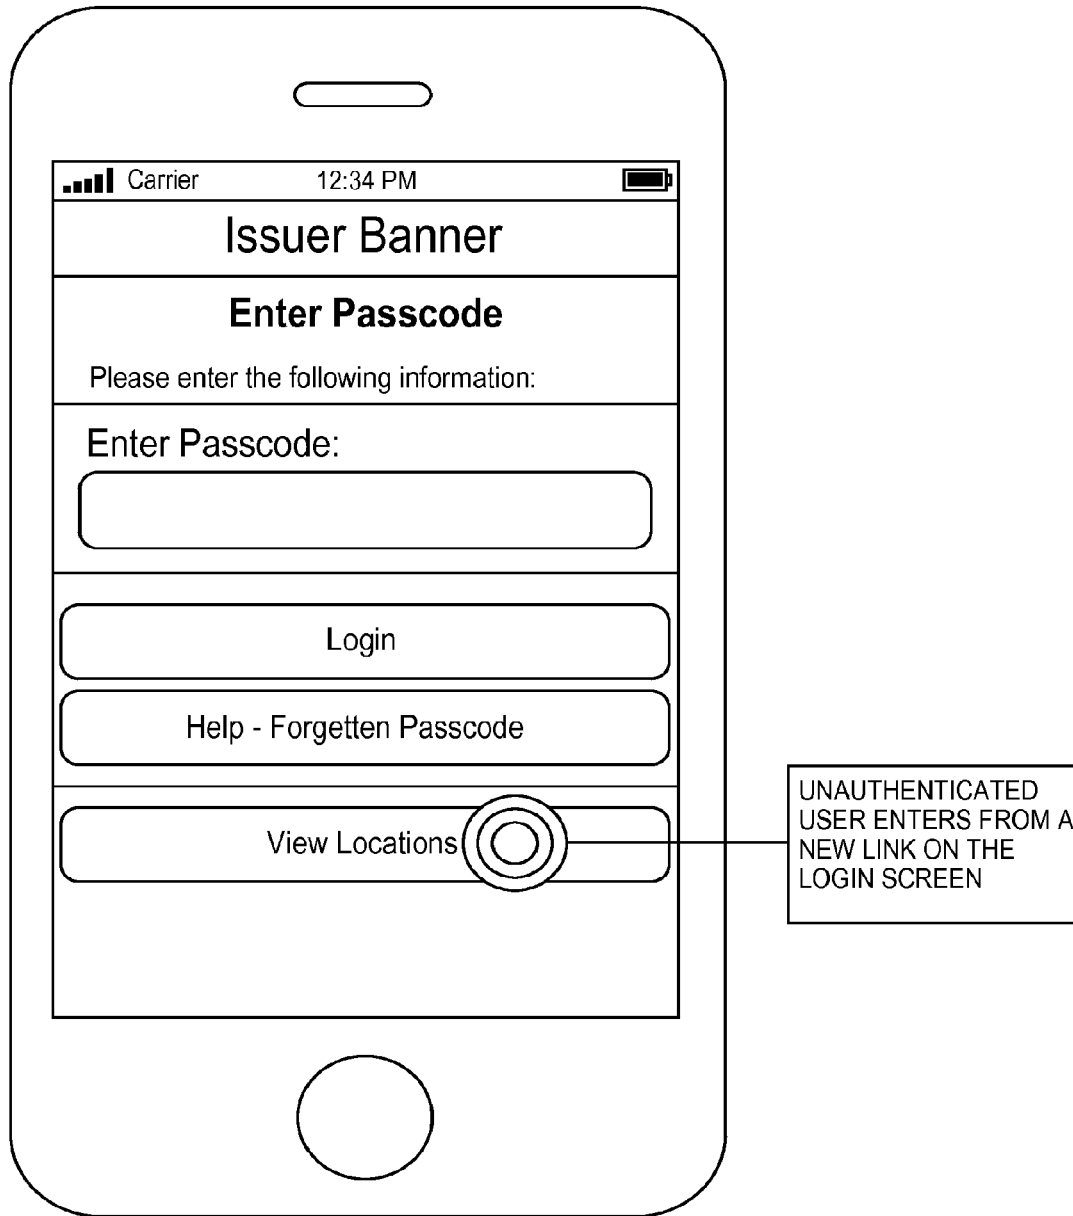 Carrier 12:34 PM
Issuer Banner
Enter Passcode
Please enter the following information:
Enter Passcode:
Login
Help - Forgetten Passcode
View Locations
UNAUTHENTICATED
USER ENTERS FROM A
NEW LINK ON THE
LOGIN SCREEN